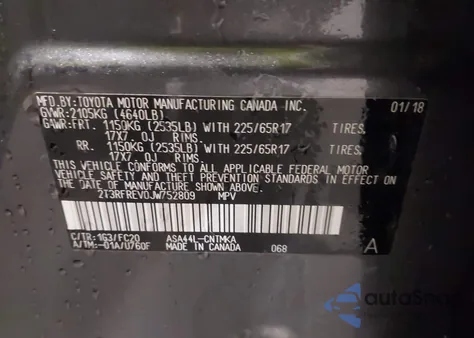 MFD.BY:TOYOTA MOTOR MANUFACTURING CANADA INC. 01/18
GVWR:2105KG (4640LB)
GAWR:FRT. 1150KG (2535LB) WITH 225/65R17 TIRES,
17X7.0J RIMS,
RR. 1150KG (2535LB) WITH 225/65R17 TIRES,
17X7.0J RIMS.
THIS VEHICLE CONFORMS TO ALL APPLICABLE FEDERAL MOTOR
VEHICLE SAFETY AND THEFT PREVENTION STANDARDS IN EFFECT ON
THE DATE OF MANUFACTURE SHOWN ABOVE.
2T3RFREV0JW752809 MPV
C/TR:1G3/FC20 ASA44L-CNTMKA
A/TM:-01A/U760F MADE IN CANADA 068 A